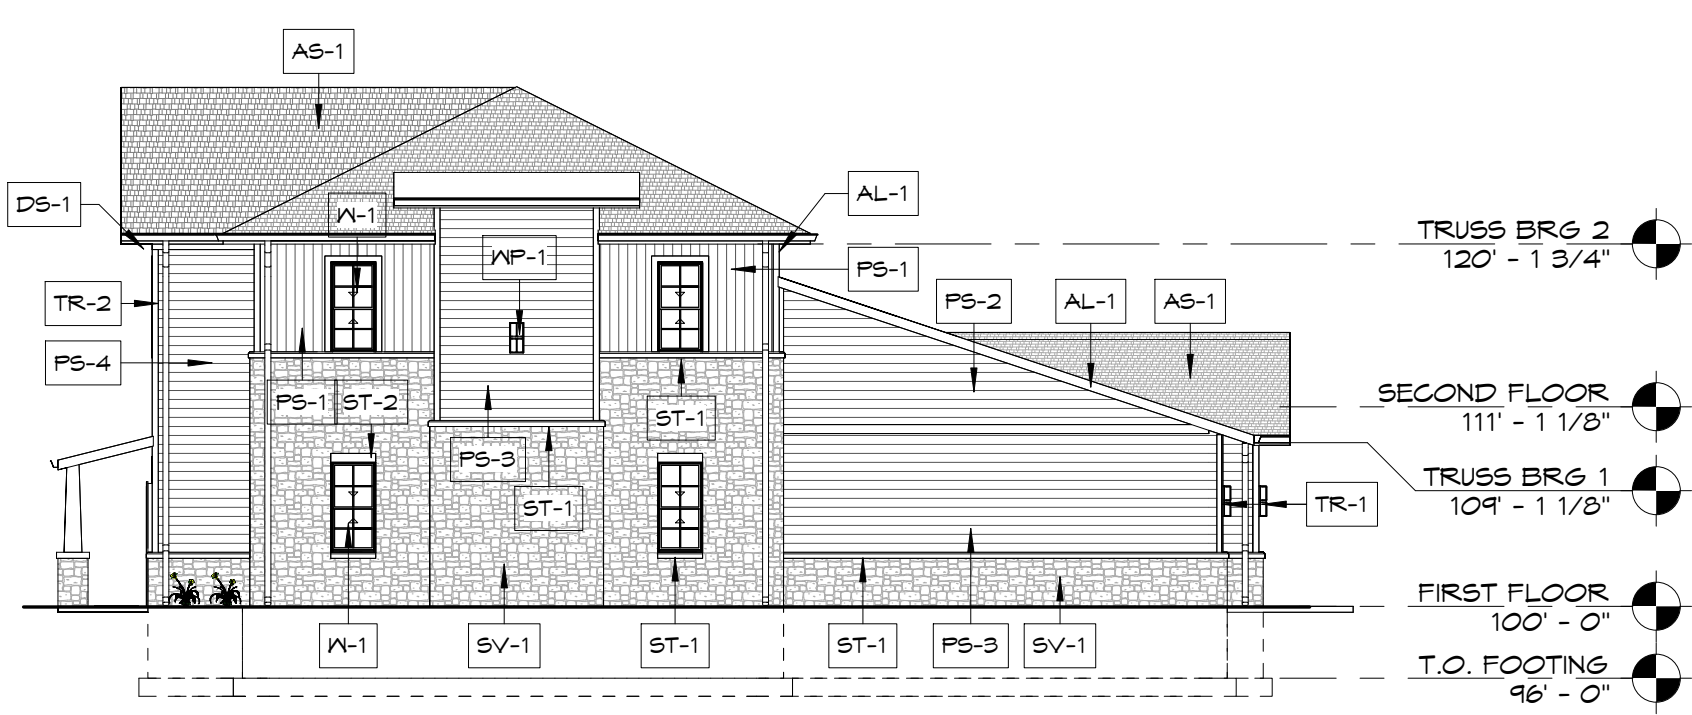 AS-1
DS-1
W-1
AL-1
WP-1
PS-1
TRUSS BRG 2
120' - 1 3/4"
TR-2
PS-2
AL-1
AS-1
PS-4
PS-1
ST-2
ST-1
PS-3
SECOND FLOOR
111' - 1 1/8"
ST-1
TR-1
TRUSS BRG 1
109' - 1 1/8"
FIRST FLOOR
100' - 0"
W-1
SV-1
ST-1
ST-1
PS-3
SV-1
T.O. FOOTING
96' - 0"